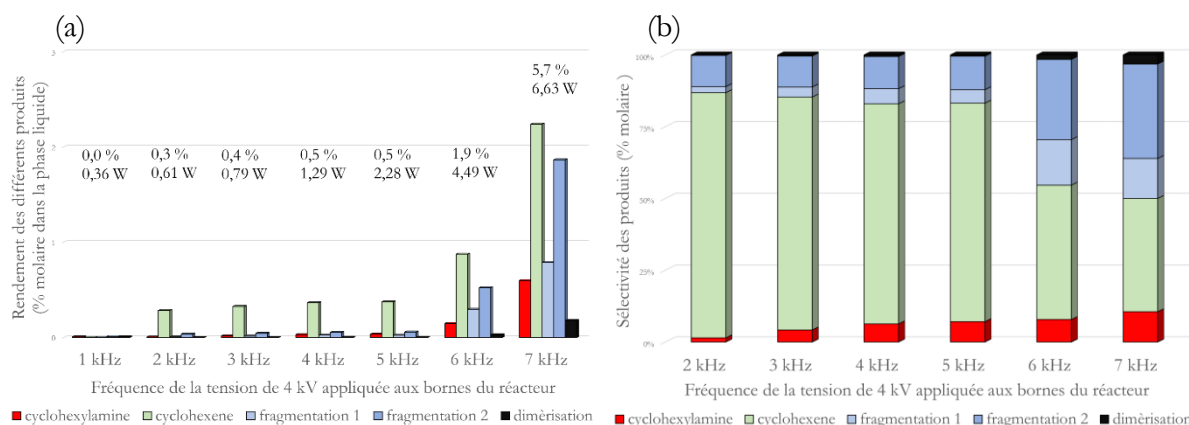 (a)
Rendement des différents produits
(% molaire dans la phase liquide)
3
2
1
0
0,0 %
0,36 W
0,3 %
0,61 W
0,4 %
0,79 W
0,5 %
1,29 W
0,5 %
2,28 W
1,9 %
4,49 W
5,7 %
6,63 W
1 kHz
2 kHz
3 kHz
4 kHz
5 kHz
6 kHz
7 kHz
Fréquence de la tension de 4 kV appliquée aux bornes du réacteur
cyclohexylamine
cyclohexene
fragmentation 1
fragmentation 2
dimèrisation
(b)
Sélectivité des produits (% molaire )
100%
75%
50%
25%
0%
2 kHz
3 kHz
4 kHz
5 kHz
6 kHz
7 kHz
Fréquence de la tension de 4 kV appliquée aux bornes du réacteur
cyclohexylamine
cyclohexene
fragmentation 1
fragmentation 2
dimèrisation